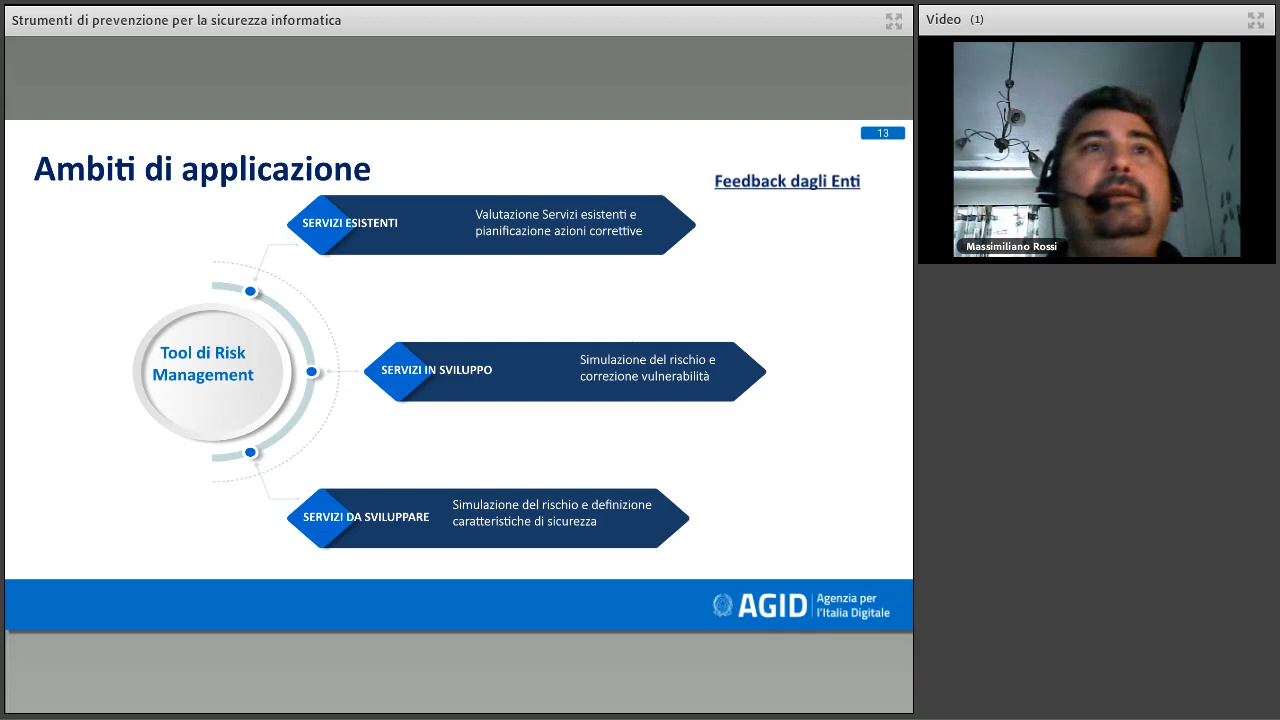 Strumenti di prevenzione per la sicurezza informatica
Video (1)
Massimiliano Rossi
13
Ambiti di applicazione
Feedback dagli Enti
SERVIZI ESISTENTI
Valutazione Servizi esistenti e
pianificazione azioni correttive
Tool di Risk
Management
SERVIZI IN SVILUPPO
Simulazione del rischio e
correzione vulnerabilità
SERVIZI DA SVILUPPARE
Simulazione del rischio e definizione
caratteristiche di sicurezza
AGID
Agenzia per
l'Italia Digitale